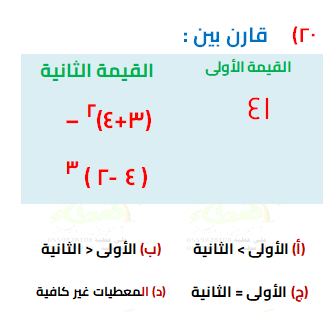 ٢٠) قارن بين :
القيمة الأولى القيمة الثانية
٤١
(٣+٤)٢ –
( ٤ -٢ ) ٣
(أ) الأولى > الثانية (ب) الأولى < الثانية
(ج) الأولى = الثانية (د) المعطيات غير كافية